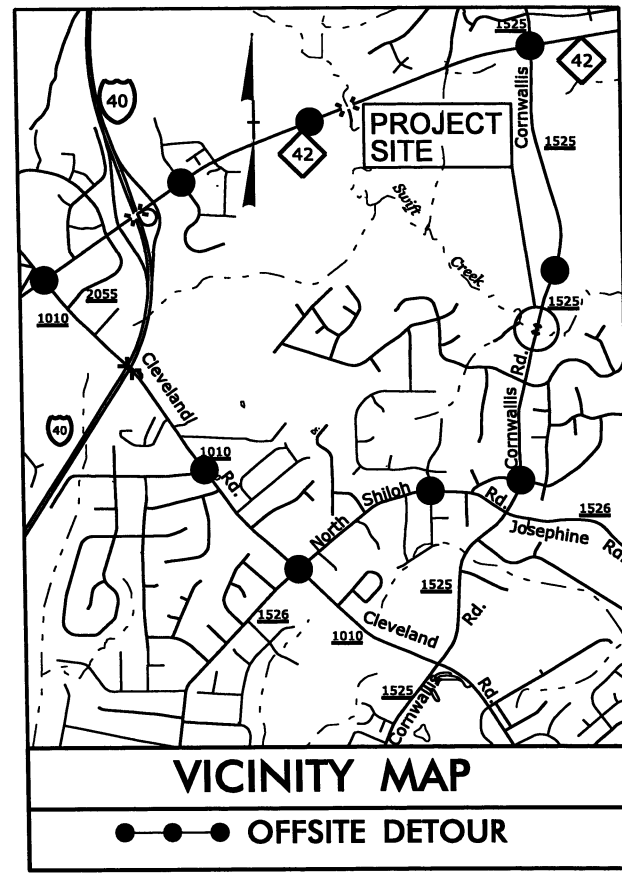 1525
42
40
Cornwallis
PROJECT
SITE
1525
42
Swift
Creek
2055
1010
1525
Rd.
Cleveland
40
Cornwallis
1010
Rd.
North Shiloh Rd.
1526
Josephine Rd.
1525
1526
Rd.
1010
Cleveland Rd.
1525
Cornwallis
VICINITY MAP
OFFSITE DETOUR